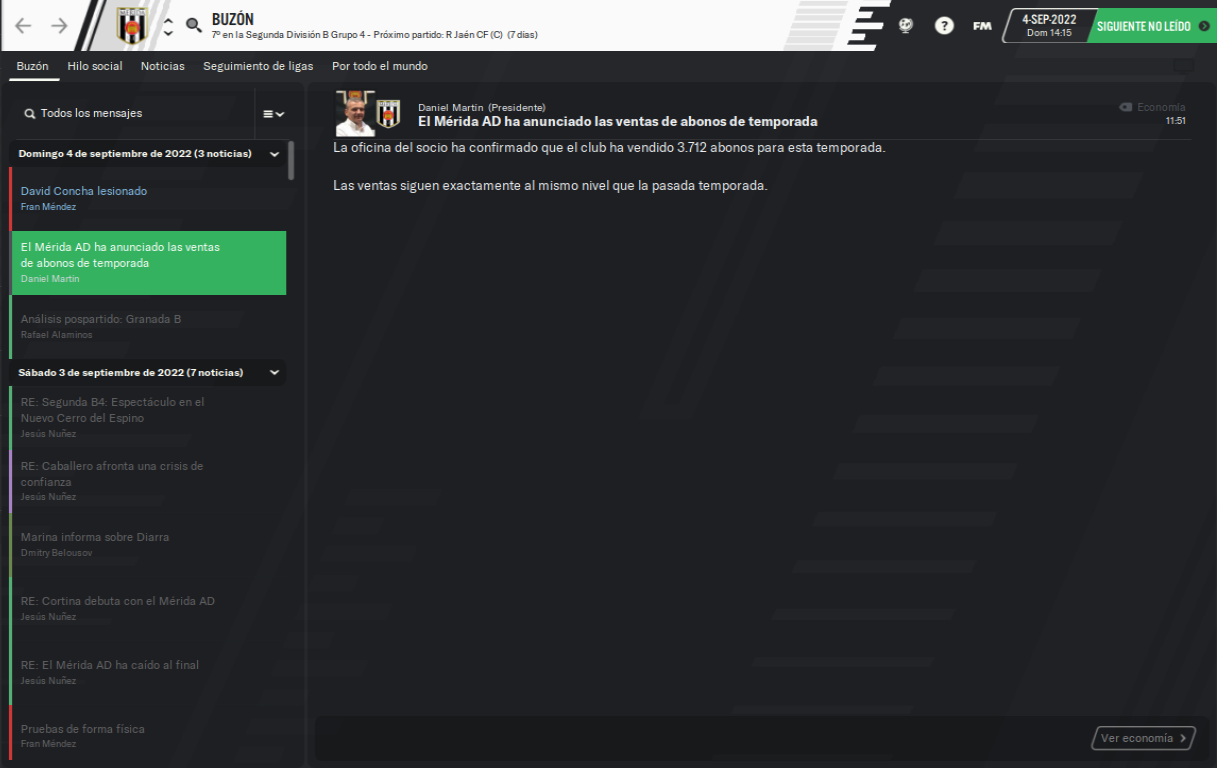 BUZÓN
7º en la Segunda División B Grupo 4 - Próximo partido: R Jaén CF (C) (7 días)
?
FM
4-SEP-2022
Dom 14:15
SIGUIENTE NO LEÍDO
Buzón
Hilo social
Noticias
Seguimiento de ligas
Por todo el mundo
Todos los mensajes
Domingo 4 de septiembre de 2022 (3 noticias)
David Concha lesionado
Fran Méndez
El Mérida AD ha anunciado las ventas
de abonos de temporada
Daniel Martin
Análisis pospartido: Granada B
Rafael Alaminos
Sábado 3 de septiembre de 2022 (7 noticias)
RE: Segunda B4: Espectáculo en el
Nuevo Cerro del Espino
Jesús Nuñez
RE: Caballero afronta una crisis de
confianza
Jesús Nuñez
Marina informa sobre Diarra
Dmitry Belousov
RE: Cortina debuta con el Mérida AD
Jesús Nuñez
RE: El Mérida AD ha caído al final
Jesús Nuñez
Pruebas de forma física
Fran Méndez
Daniel Martin (Presidente)
El Mérida AD ha anunciado las ventas de abonos de temporada
Economía
11:51
La oficina del socio ha confirmado que el club ha vendido 3.712 abonos para esta temporada.
Las ventas siguen exactamente al mismo nivel que la pasada temporada.
Ver economía